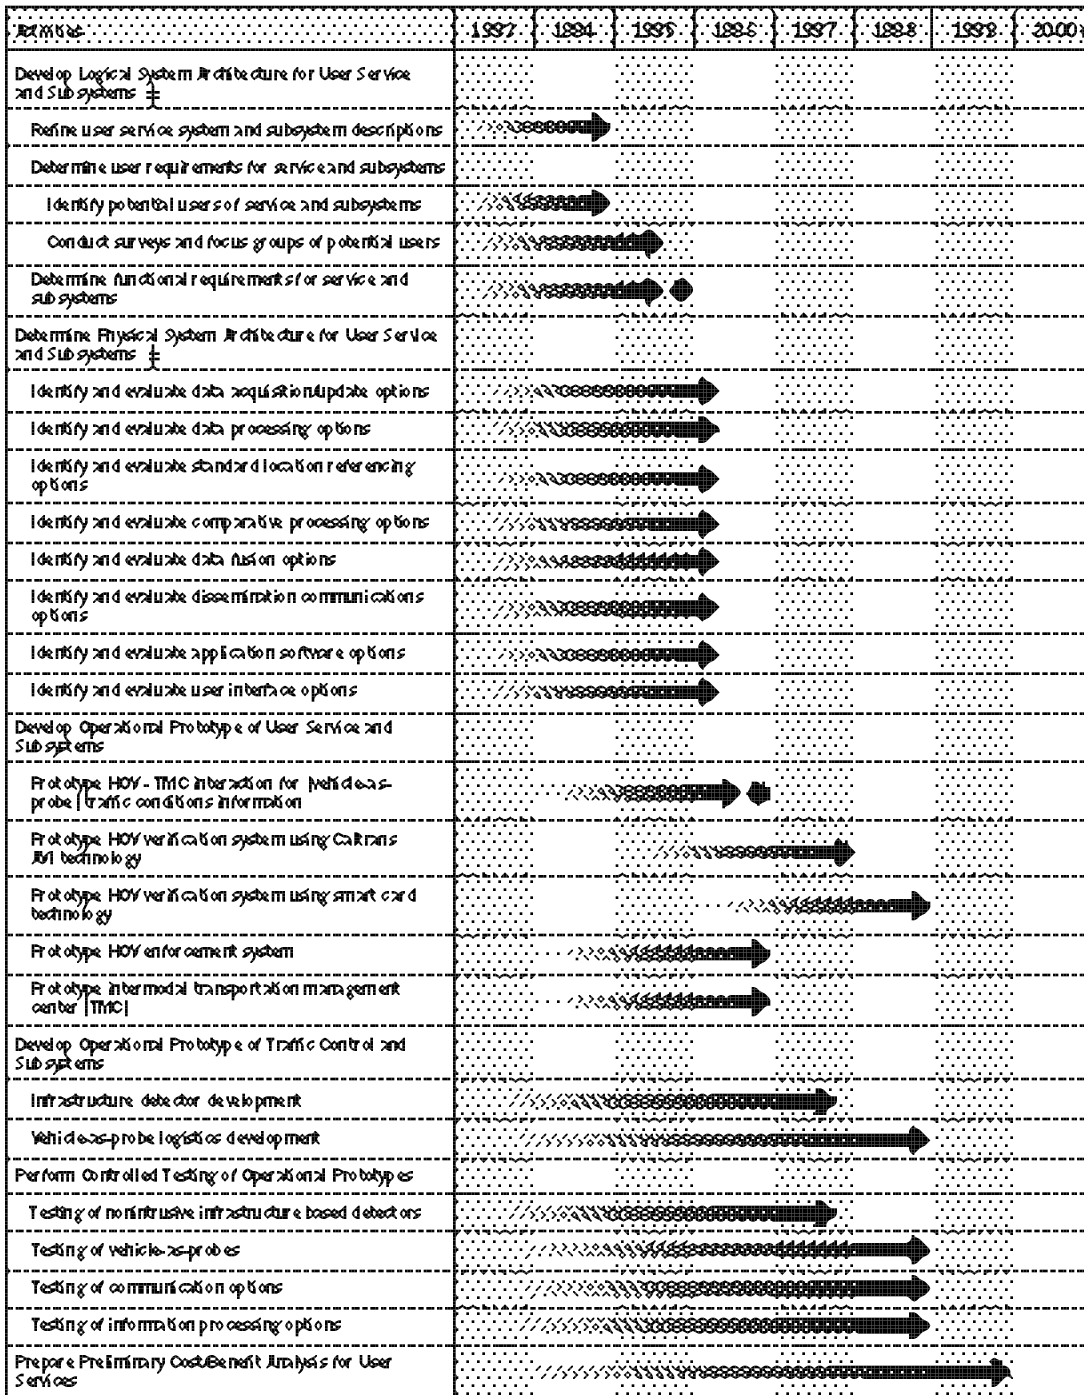 Activities 1993 1994 1995 1996 1997 1998 1999 2000
Develop Logical System Architecture for User Service
and Subsystems ‡
Refine user service system and subsystem descriptions
Determine user requirements for service and subsystems
Identify potential users of service and subsystems
Conduct surveys and focus groups of potential users
Determine functional requirements for service and
subsystems
Determine Physical System Architecture for User Service
and Subsystems ‡
Identify and evaluate data acquisition/update options
Identify and evaluate data processing options
Identify and evaluate standard location referencing
options
Identify and evaluate comparative processing options
Identify and evaluate data fusion options
Identify and evaluate dissemination communications
options
Identify and evaluate application software options
Identify and evaluate user interface options
Develop Operational Prototype of User Service and
Subsystems
Prototype HOV - TMC interaction for (vehicle-as-
probe) traffic conditions information
Prototype HOV verification system using Caltrans
AVI technology
Prototype HOV verification system using smart card
technology
Prototype HOV enforcement system
Prototype intermodal transportation management
center (TMC)
Develop Operational Prototype of Traffic Control and
Subsystems
Infrastructure detector development
Vehicle-as-probe logistics development
Perform Controlled Testing of Operational Prototypes
Testing of nonintrusive infrastructure based detectors
Testing of vehicle-as-probes
Testing of communication options
Testing of information processing options
Prepare Preliminary Cost/Benefit Analysis for User
Services